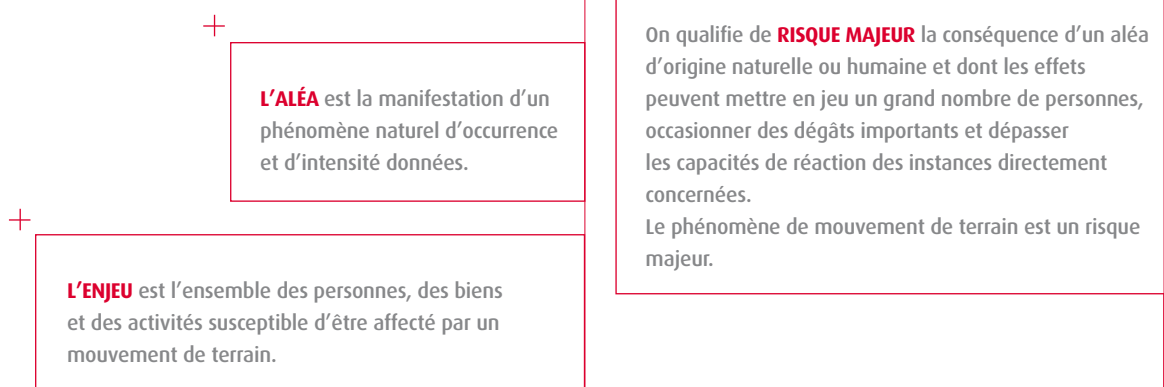 L'ALÉA est la manifestation d'un
phénomène naturel d'occurrence
et d'intensité données.
L'ENJEU est l'ensemble des personnes, des biens
et des activités susceptible d'être affecté par un
mouvement de terrain.
On qualifie de RISQUE MAJEUR la conséquence d'un aléa
d'origine naturelle ou humaine et dont les effets
peuvent mettre en jeu un grand nombre de personnes,
occasionner des dégâts importants et dépasser
les capacités de réaction des instances directement
concernées.
Le phénomène de mouvement de terrain est un risque
majeur.